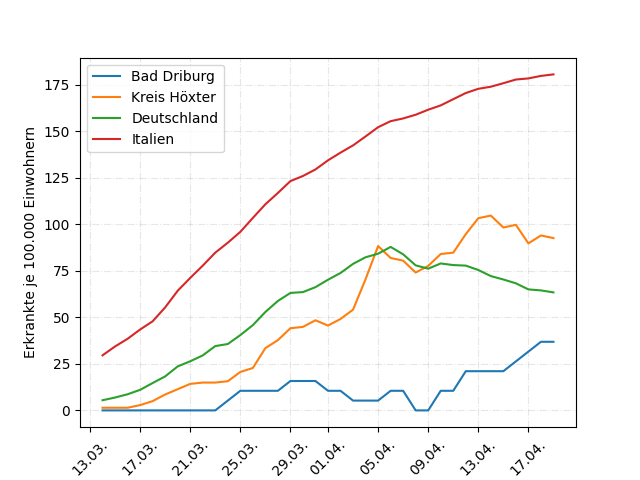 Bad Driburg
Kreis Höxter
Deutschland
Italien
Erkrankte je 100.000 Einwohnern
175
150
125
100
75
50
25
0
13.03. 17.03. 21.03. 25.03. 29.03. 01.04. 05.04. 09.04. 13.04. 17.04.